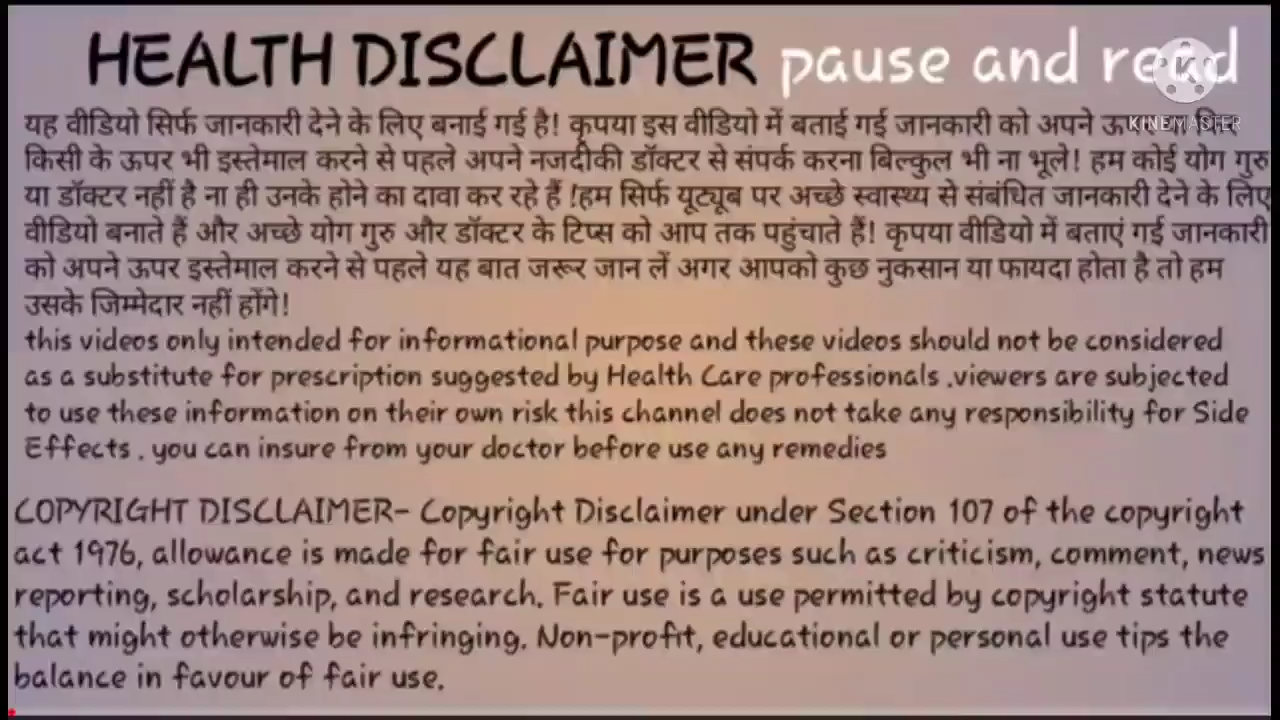 HEALTH DISCLAIMER pause and read
KINEMASTER
यह वीडियो सिर्फ जानकारी देने के लिए बनाई गई है! कृपया इस वीडियो में बताई गई जानकारी को अपने
किसी के ऊपर भी इस्तेमाल करने से पहले अपने नजदीकी डॉक्टर से संपर्क करना बिल्कुल भी ना भूले! हम कोई योग गुरु
या डॉक्टर नहीं है ना ही उनके होने का दावा कर रहे हैं !हम सिर्फ यूट्यूब पर अच्छे स्वास्थ्य से संबंधित जानकारी देने के लिए
वीडियो बनाते हैं और अच्छे योग गुरु और डॉक्टर के टिप्स को आप तक पहुंचाते हैं! कृपया वीडियो में बताएं गई जानकारी
को अपने ऊपर इस्तेमाल करने से पहले यह बात जरूर जान लें अगर आपको कुछ नुकसान या फायदा होता है तो हम
उसके जिम्मेदार नहीं होंगे!
this videos only intended for informational purpose and these videos should not be considered
as a substitute for prescription suggested by Health Care professionals .viewers are subjected
to use these information on their own risk this channel does not take any responsibility for Side
Effects . you can insure from your doctor before use any remedies
COPYRIGHT DISCLAIMER- Copyright Disclaimer under Section 107 of the copyright
act 1976, allowance is made for fair use for purposes such as criticism, comment, news
reporting, scholarship, and research. Fair use is a use permitted by copyright statute
that might otherwise be infringing. Non-profit, educational or personal use tips the
balance in favour of fair use.